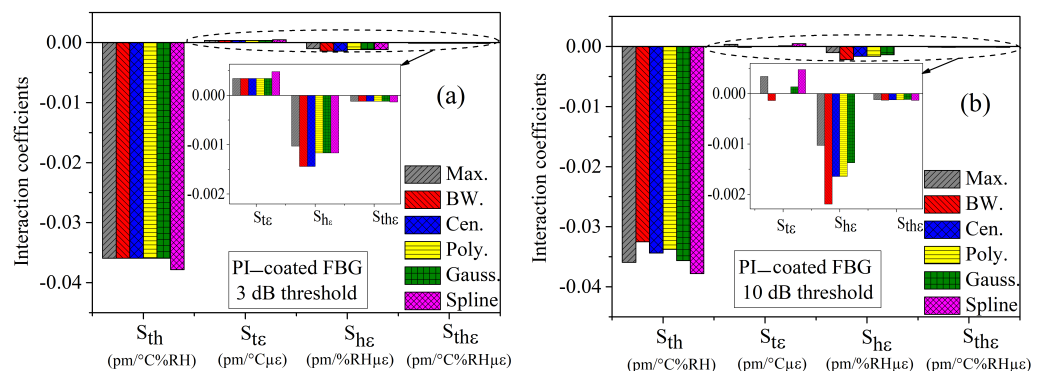 (a)
Interaction coefficients
0.00
-0.01
-0.02
-0.03
-0.04
0.000
-0.001
-0.002
Stε
Shε
Sthε
Max.
BW.
Cen.
Poly.
Gauss.
Spline
PI–coated FBG
3 dB threshold
Sth
Stε
Shε
Sthε
(pm/°C%RH)
(pm/°Cµε)
(pm/%RHµε)
(pm/°C%RHµε)
(b)
Interaction coefficients
0.00
-0.01
-0.02
-0.03
-0.04
0.000
-0.001
-0.002
Stε
Shε
Sthε
Max.
BW.
Cen.
Poly.
Gauss.
Spline
PI–coated FBG
10 dB threshold
Sth
Stε
Shε
Sthε
(pm/°C%RH)
(pm/°Cµε)
(pm/%RHµε)
(pm/°C%RHµε)